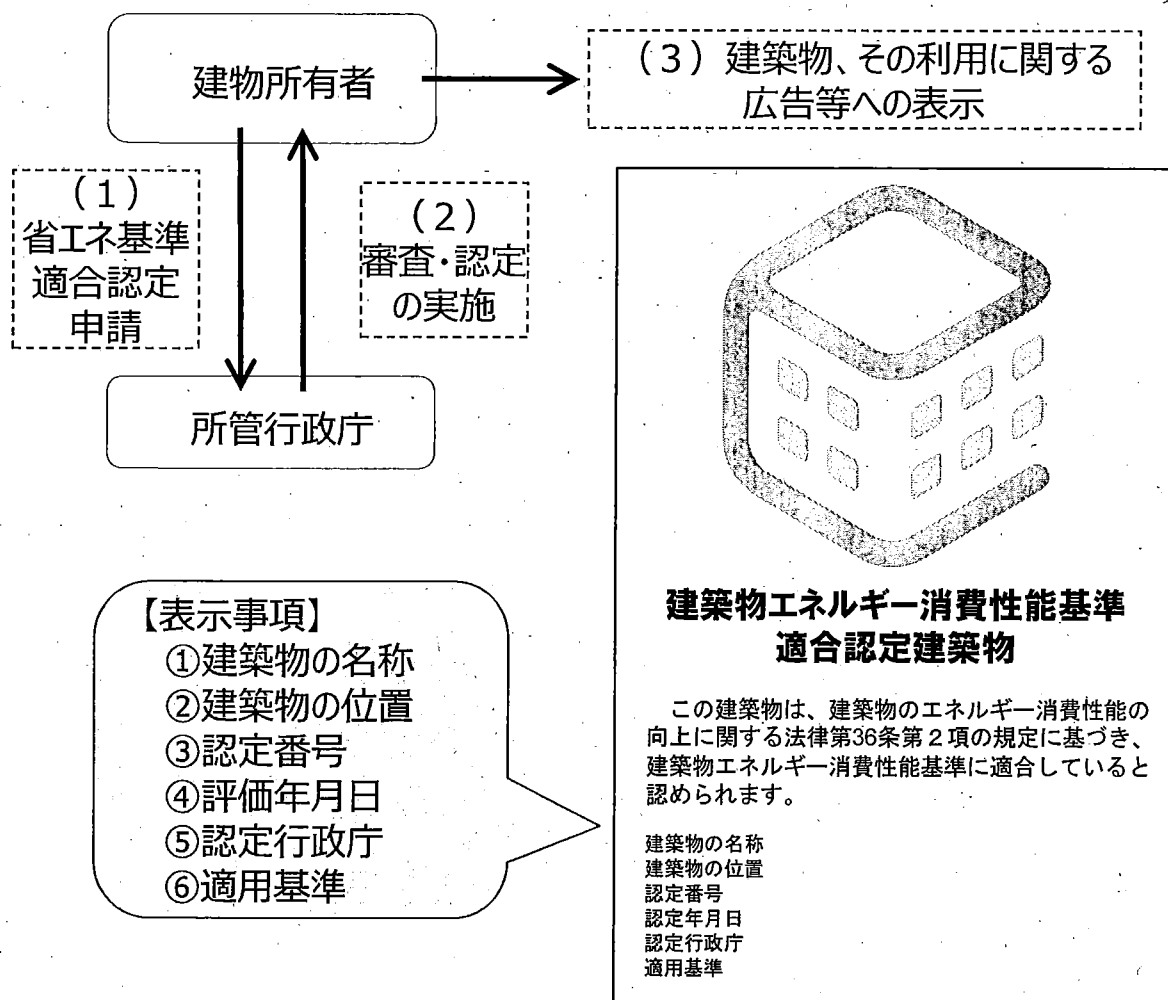 建物所有者
(3)建築物、その利用に関する
広告等への表示
(1)
省エネ基準
適合認定
申請
(2)
審査・認定
の実施
所管行政庁
【表示事項】
①建築物の名称
②建築物の位置
③認定番号
④評価年月日
⑤認定行政庁
⑥適用基準
建築物エネルギー消費性能基準
適合認定建築物
この建築物は、建築物のエネルギー消費性能の
向上に関する法律第36条第2項の規定に基づき、
建築物エネルギー消費性能基準に適合していると
認められます。
建築物の名称
建築物の位置
認定番号
認定年月日
認定行政庁
適用基準